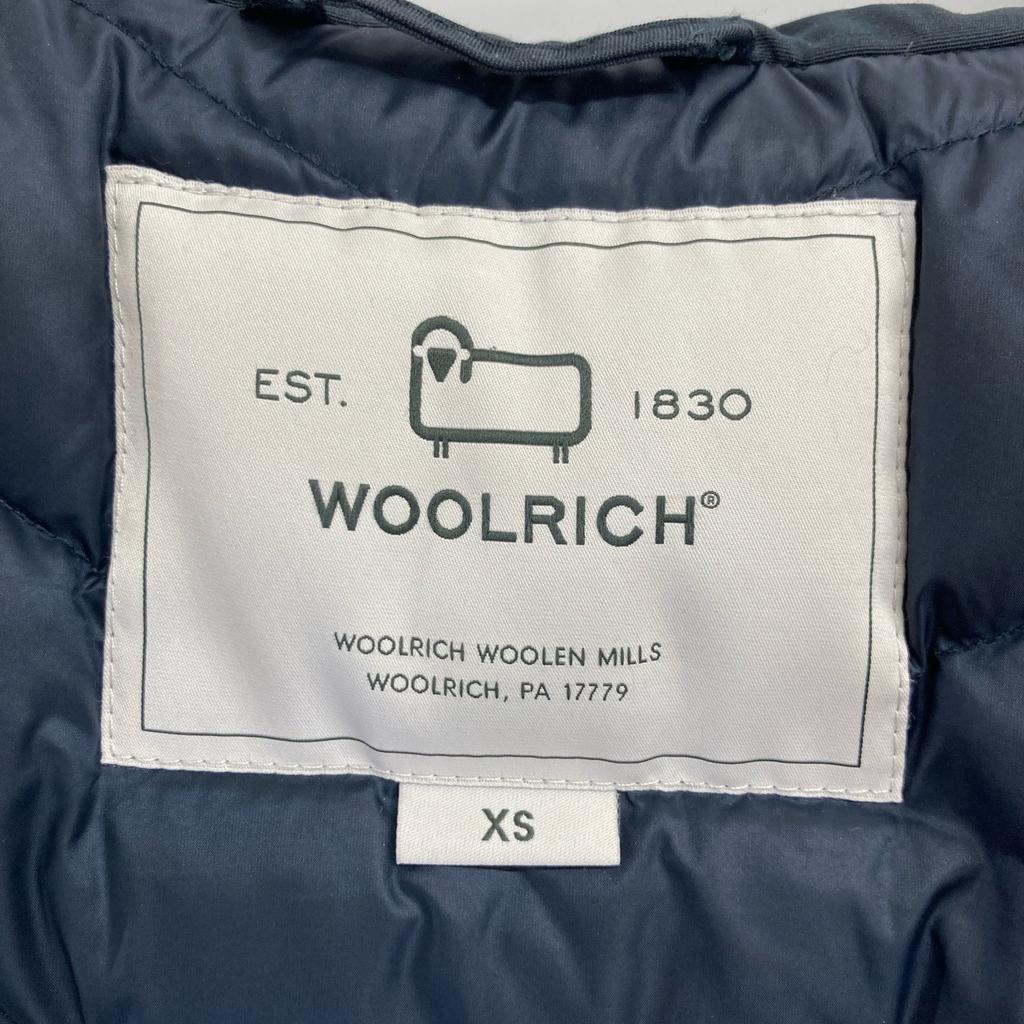 EST. 1830
WOOLRICH®
WOOLRICH WOOLEN MILLS
WOOLRICH, PA 17779
XS